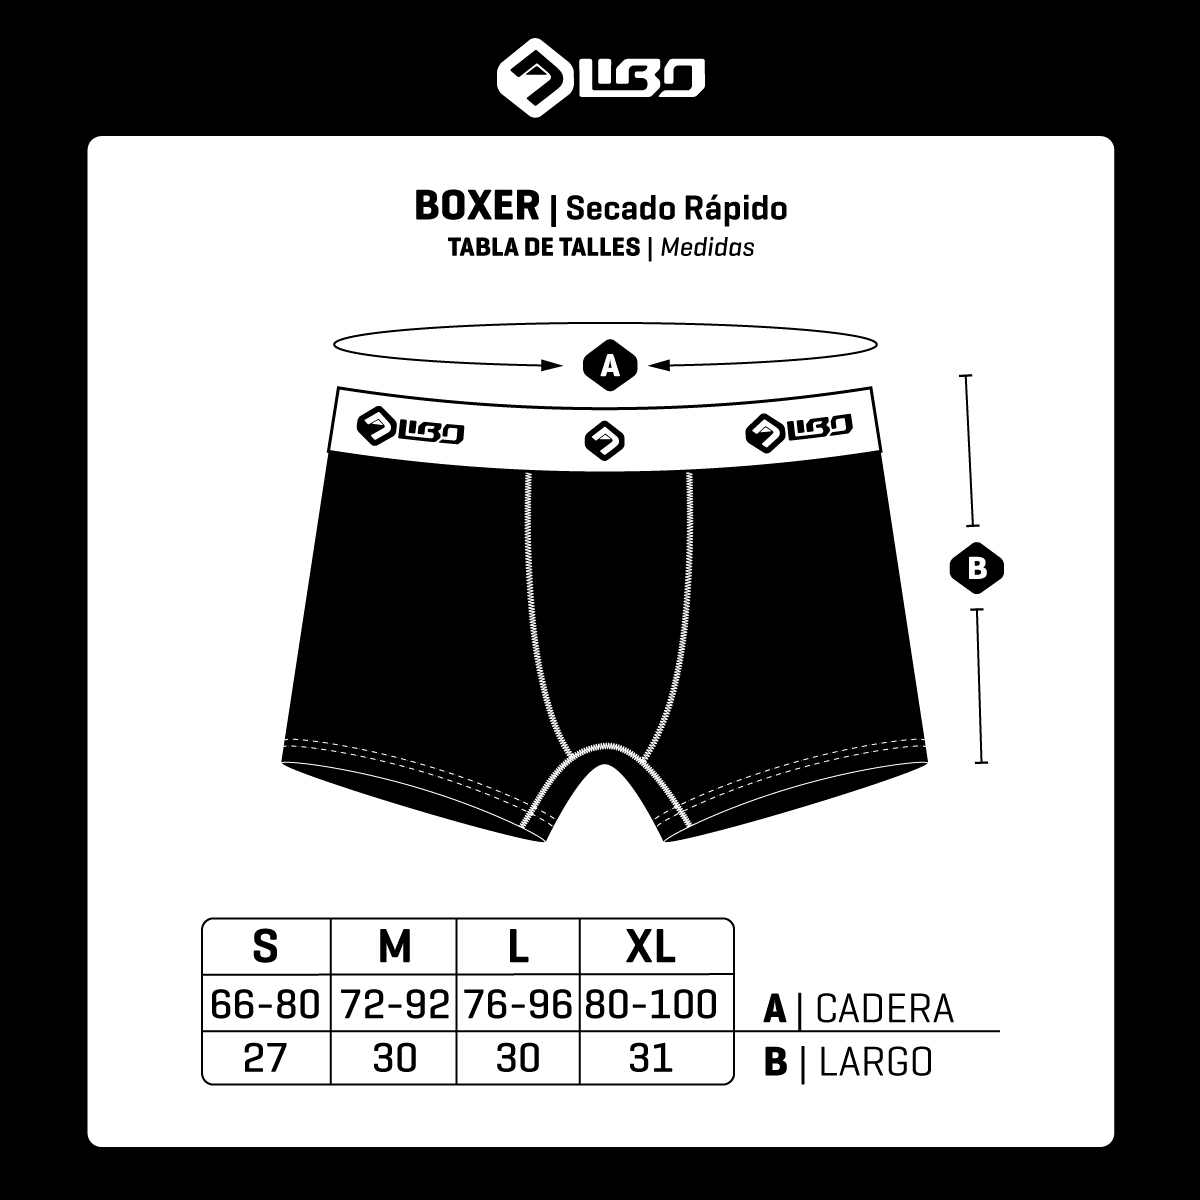 LIBO
BOXER | Secado Rápido
TABLA DE TALLES | Medidas
A
LIBO LIBO
B
S M L XL
66-80 72-92 76-96 80-100 A | CADERA
27 30 30 31 B | LARGO